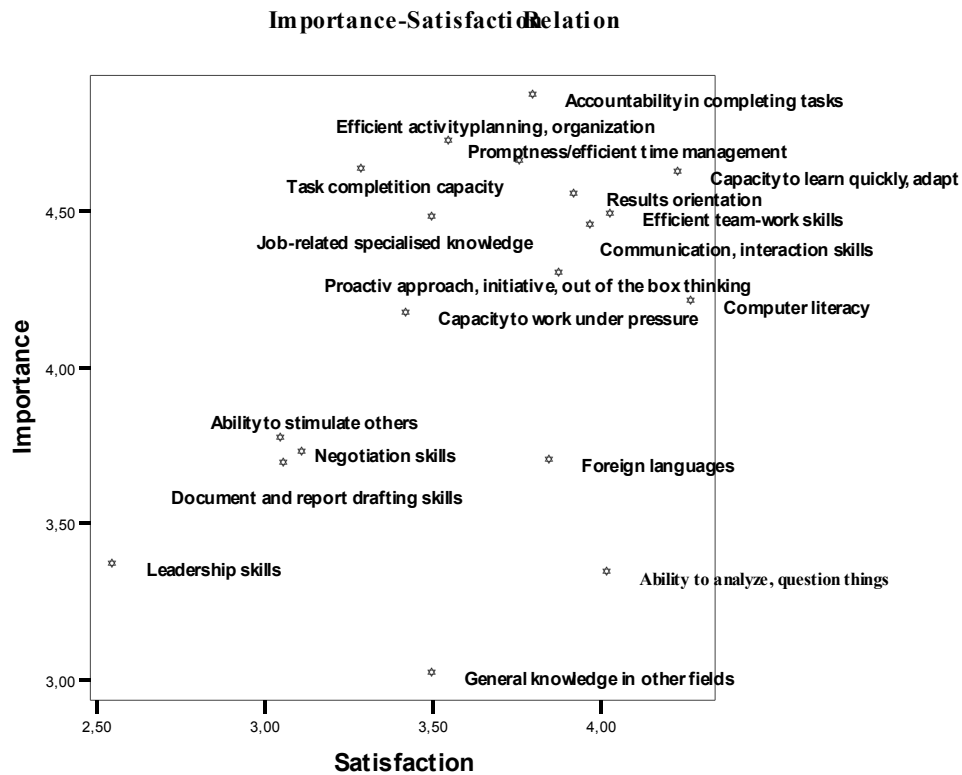 Importance-Satisfaction Relation
Accountability in completing tasks
Efficient activity planning, organization
Promptness/efficient time management
Capacity to learn quickly, adapt
Task completition capacity
Results orientation
4,50
Efficient team-work skills
Job-related specialised knowledge
Communication, interaction skills
Proactiv approach, initiative, out of the box thinking
Computer literacy
Capacity to work under pressure
Importance
4,00
Ability to stimulate others
Negotiation skills
Foreign languages
Document and report drafting skills
3,50
Leadership skills
Ability to analyze, question things
3,00
General knowledge in other fields
2,50
3,00
3,50
4,00
Satisfaction